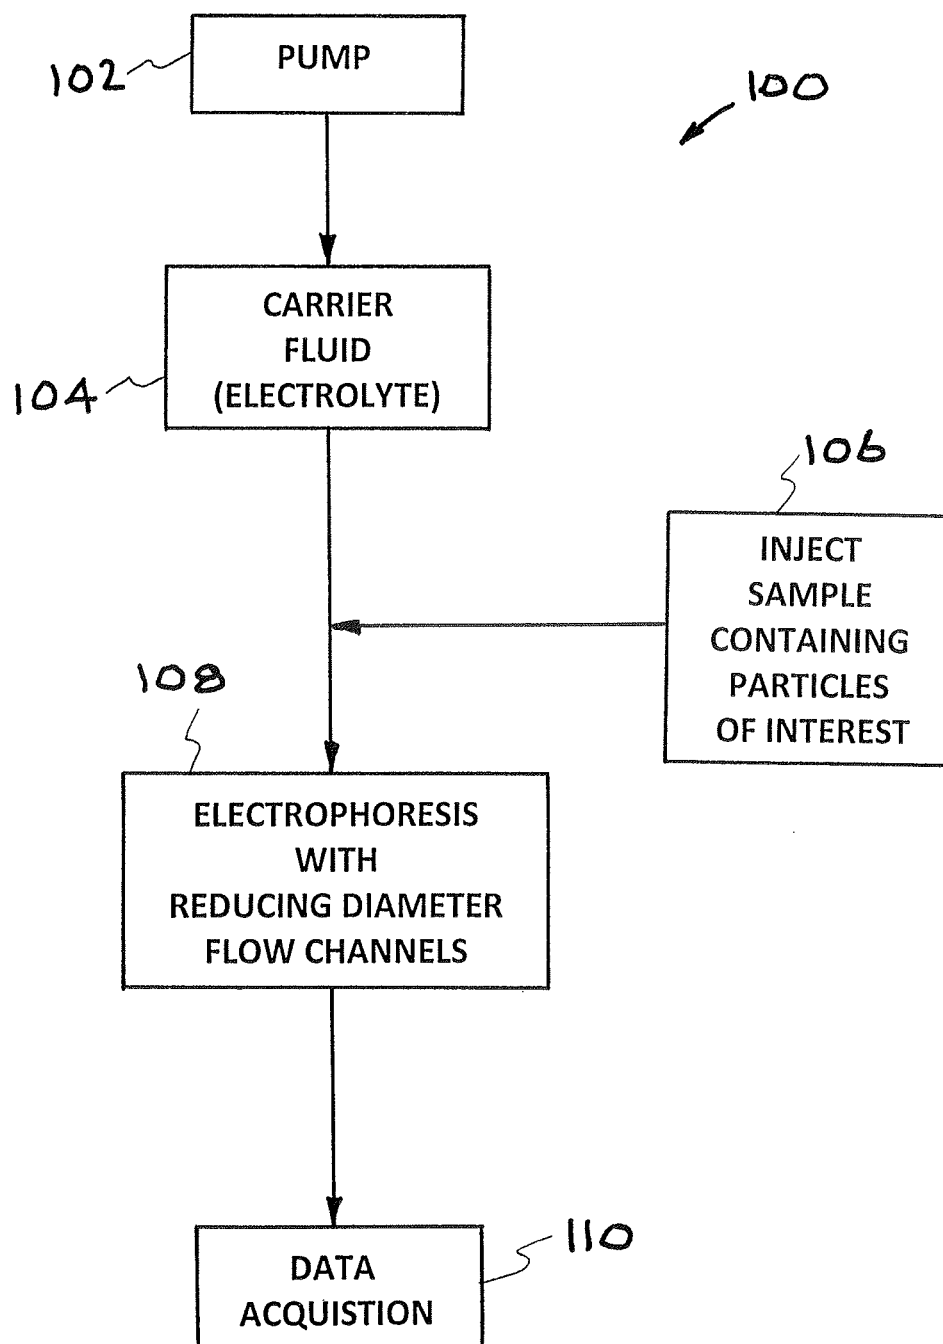 102
PUMP
100
CARRIER
FLUID
(ELECTROLYTE)
104
106
INJECT
SAMPLE
CONTAINING
PARTICLES
OF INTEREST
108
ELECTROPHORESIS
WITH
REDUCING DIAMETER
FLOW CHANNELS
110
DATA
ACQUISTION